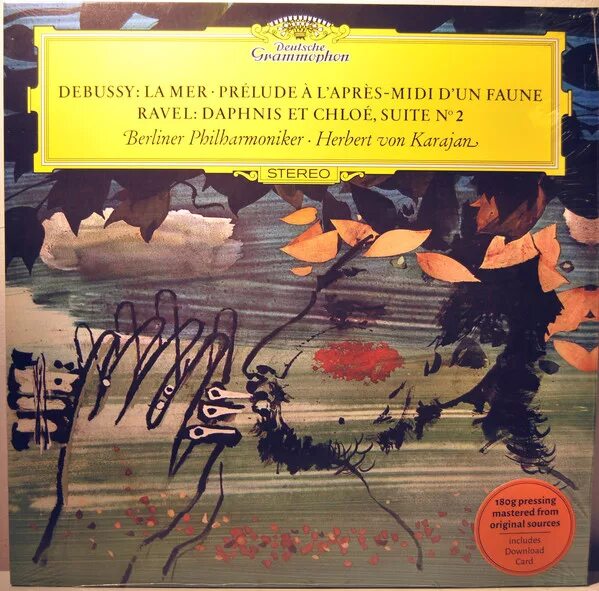 Deutsche
Grammophon
DEBUSSY: LA MER · PRÉLUDE À L'APRÈS-MIDI D'UN FAUNE
RAVEL: DAPHNIS ET CHLOÉ, SUITE Nº 2
Berliner Philharmoniker · Herbert von Karajan
STEREO
180g pressing
mastered from
original sources
includes
Download
Card